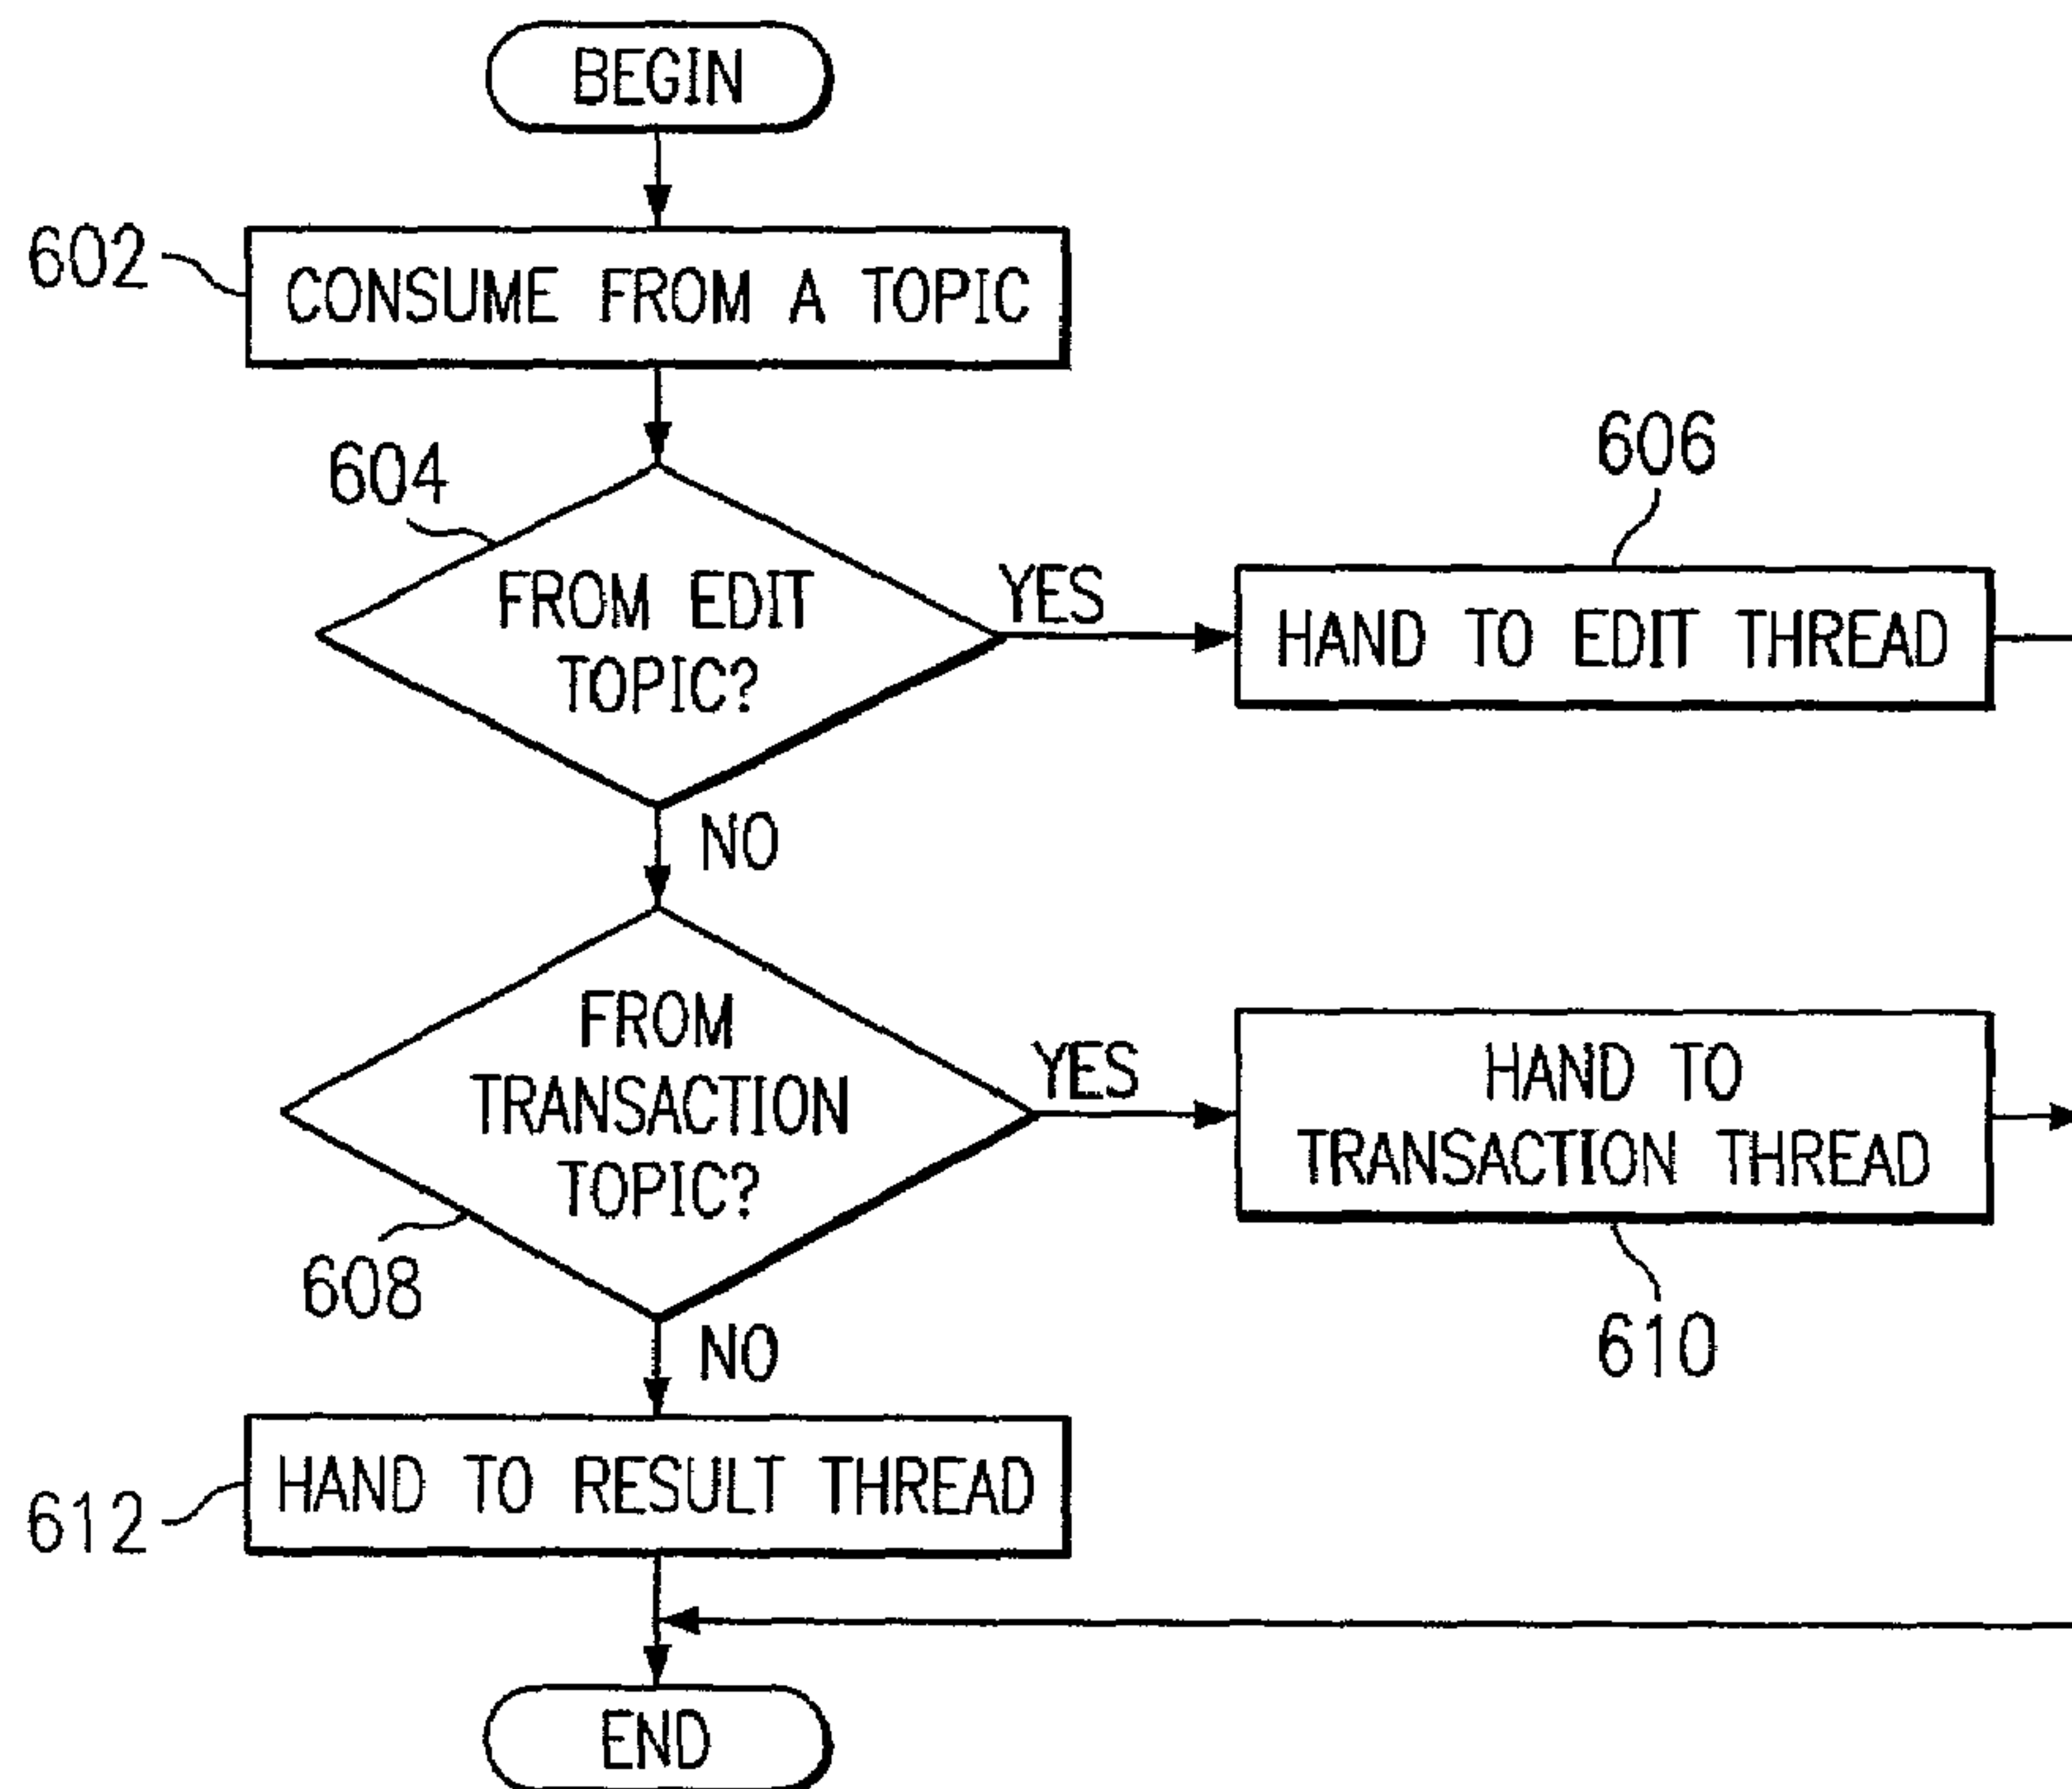 BEGIN
602
CONSUME FROM A TOPIC
604
FROM EDIT
TOPIC?
YES
606
HAND TO EDIT THREAD
NO
FROM
TRANSACTION
TOPIC?
608
YES
HAND TO
TRANSACTION THREAD
610
NO
612
HAND TO RESULT THREAD
END